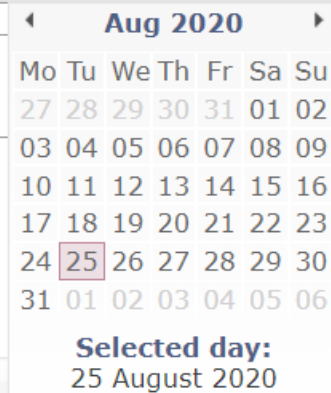 Aug 2020
Mo Tu We Th Fr Sa Su
27 28 29 30 31 01 02
03 04 05 06 07 08 09
10 11 12 13 14 15 16
17 18 19 20 21 22 23
24 25 26 27 28 29 30
31 01 02 03 04 05 06
Selected day:
25 August 2020